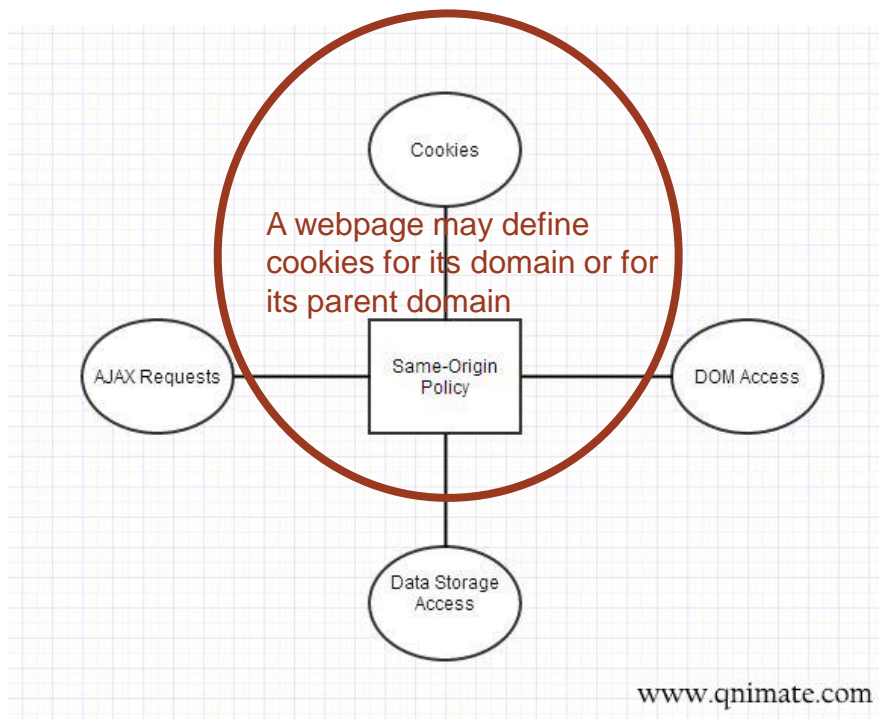 Cookies
A webpage may define
cookies for its domain or for
its parent domain
AJAX Requests
Same-Origin
Policy
DOM Access
Data Storage
Access
www.qnimate.com